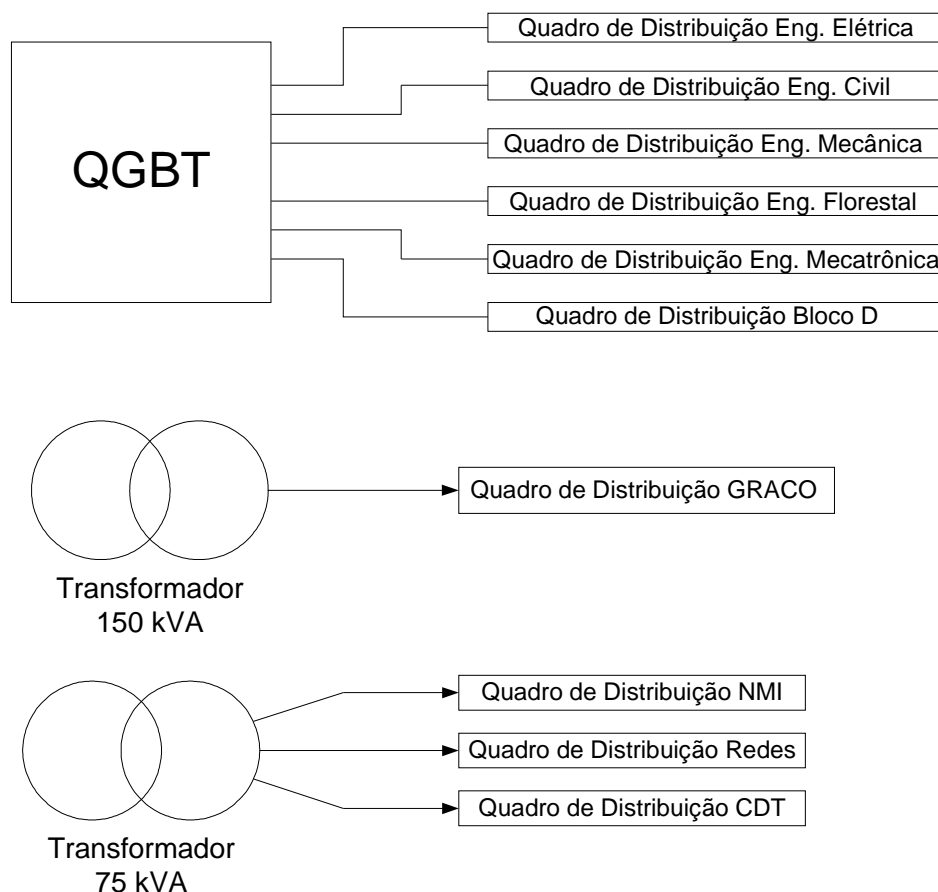 Quadro de Distribuição Eng. Elétrica
Quadro de Distribuição Eng. Civil
QGBT
Quadro de Distribuição Eng. Mecânica
Quadro de Distribuição Eng. Florestal
Quadro de Distribuição Eng. Mecatrônica
Quadro de Distribuição Bloco D
Quadro de Distribuição GRACO
Transformador
150 kVA
Quadro de Distribuição NMI
Quadro de Distribuição Redes
Quadro de Distribuição CDT
Transformador
75 kVA